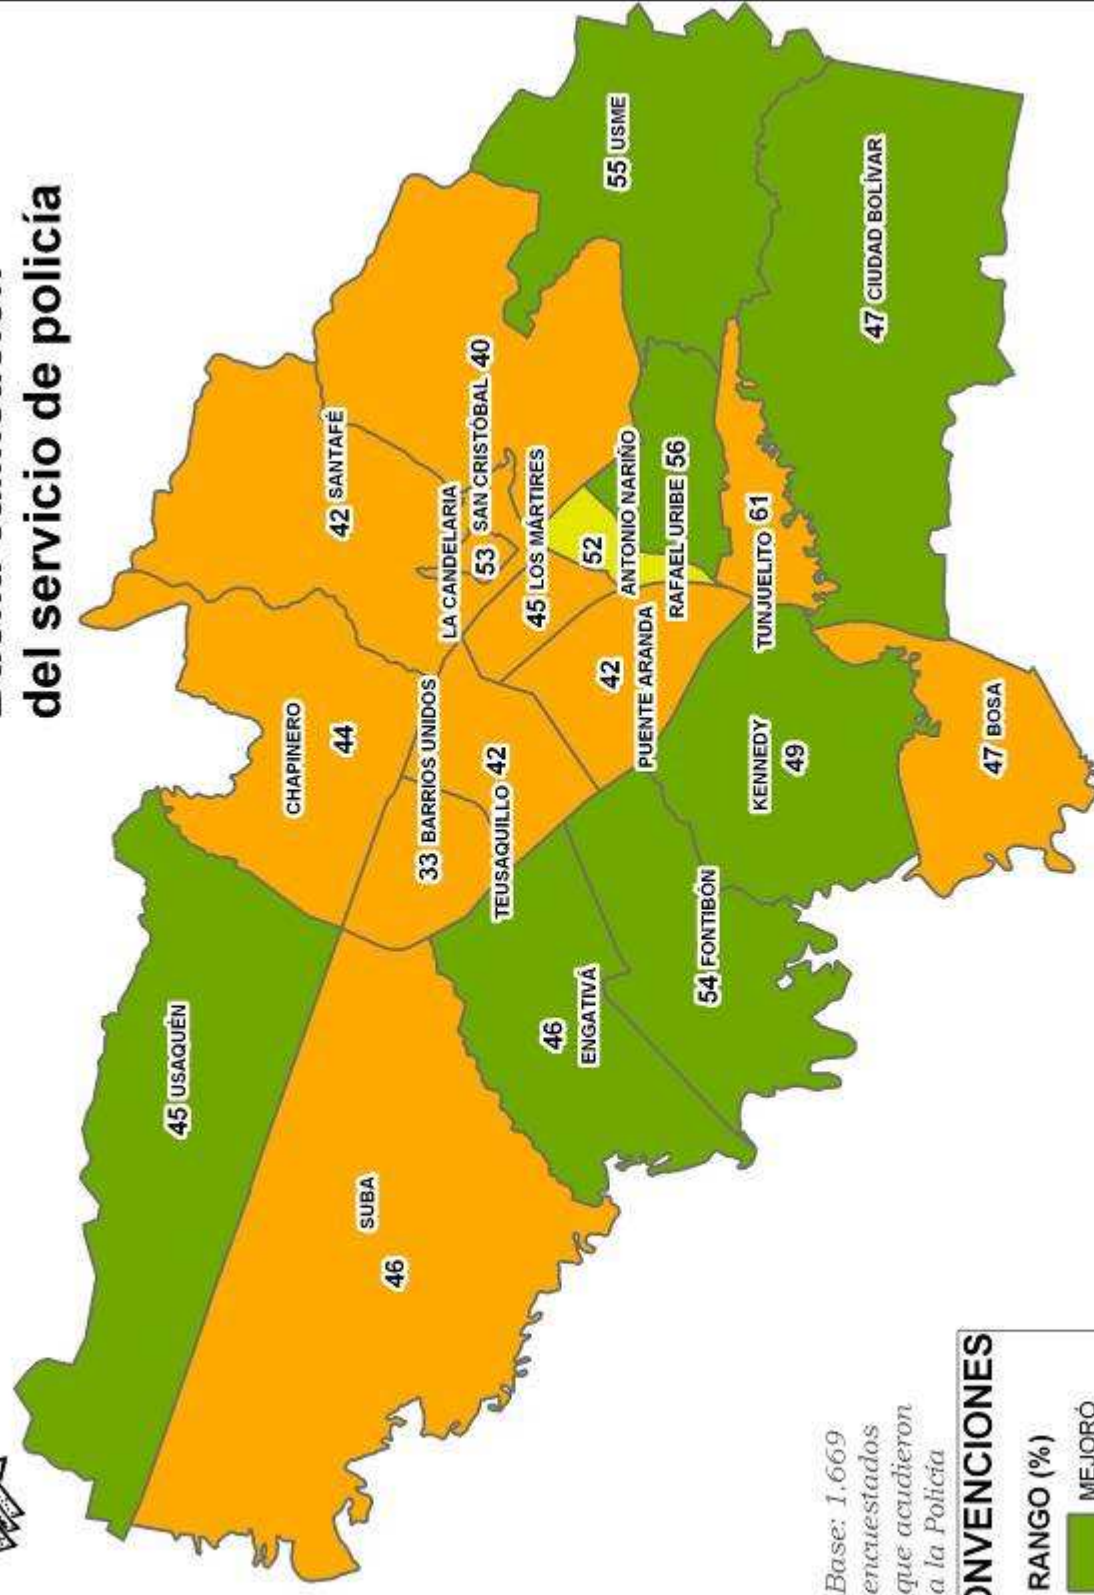 del servicio de policía
45 USAQUÉN
SUBA
46
CHAPINERO
44
42 SANTAFÉ
LA CANDELARIA
53
SAN CRISTÓBAL 40
33 BARRIOS UNIDOS
TEUSAQUILLO 42
45 LOS MÁRTIRES
52
ANTONIO NARIÑO
RAFAEL URIBE 56
55 USME
46
ENGATIVÁ
42
PUENTE ARANDA
54 FONTIBÓN
KENNEDY
49
TUNJUELITO 61
47 CIUDAD BOLÍVAR
47 BOSA
Base: 1.669
encuestados
que acudieron
a la Policía
ONVENCIONES
RANGO (%)
MEJORÓ